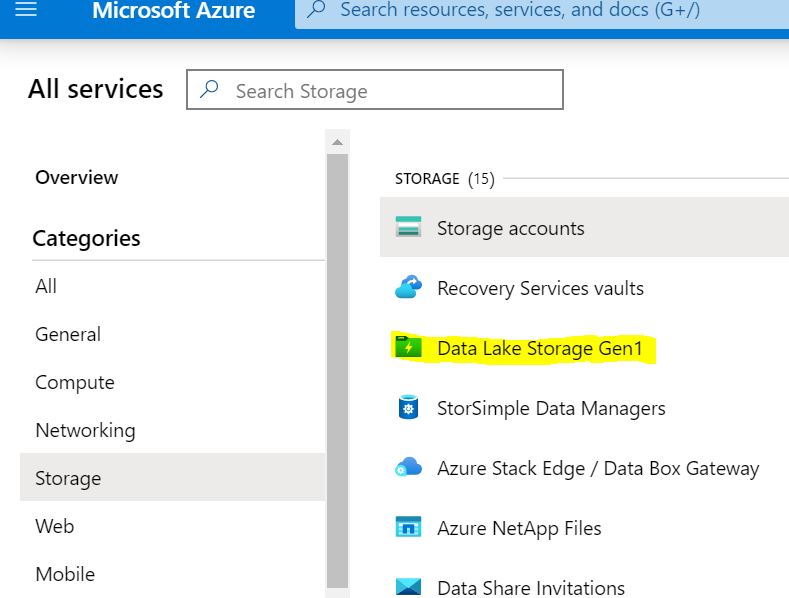 Microsoft Azure
Search resources, services, and docs (G+/)
All services
Search Storage
Overview
Categories
All
General
Compute
Networking
Storage
Web
Mobile
STORAGE (15)
Storage accounts
Recovery Services vaults
Data Lake Storage Gen1
StorSimple Data Managers
Azure Stack Edge / Data Box Gateway
Azure NetApp Files
Data Share Invitations